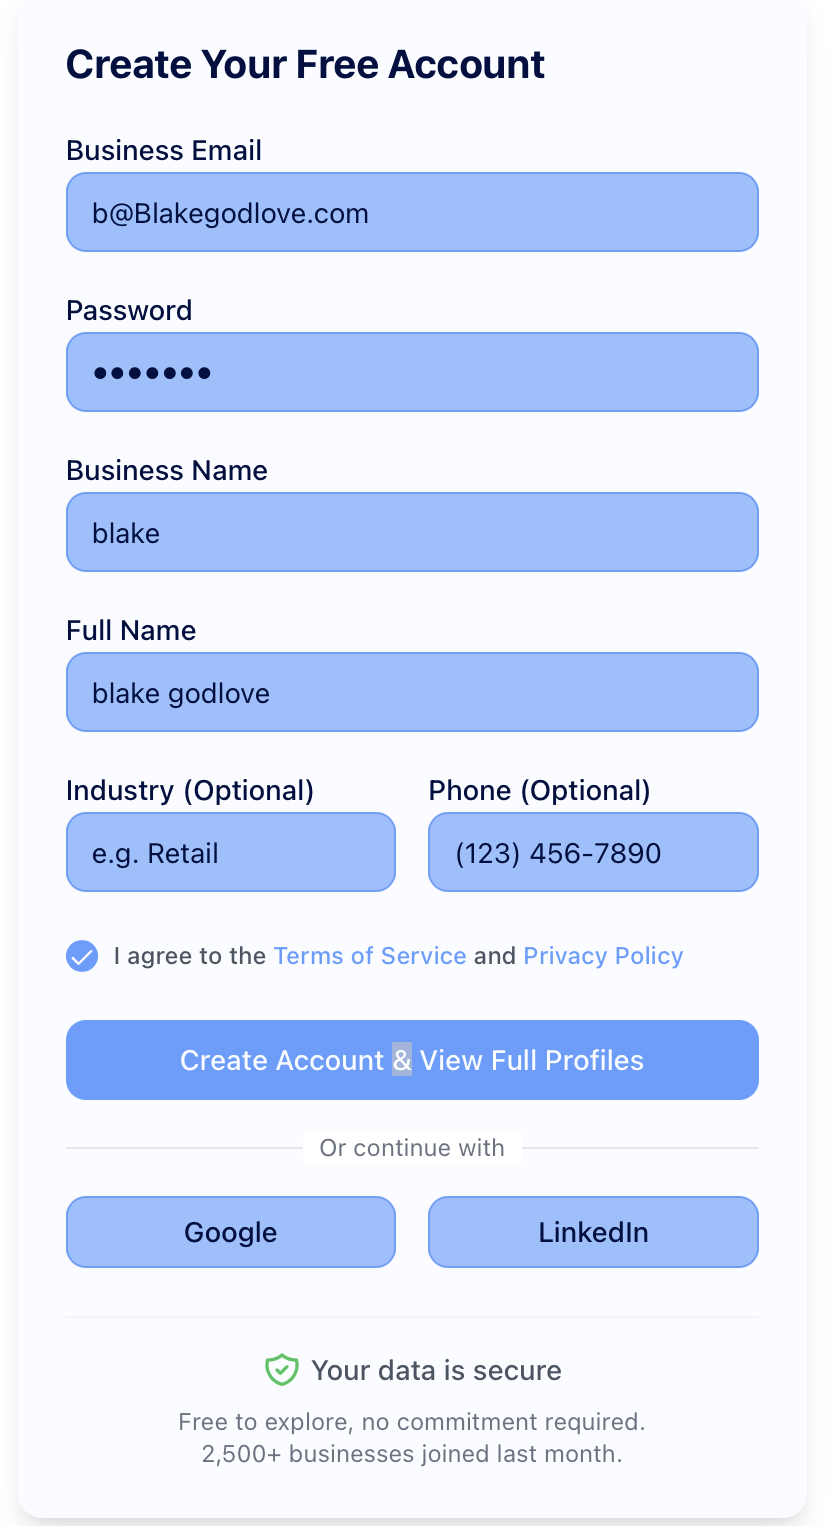 Create Your Free Account
Business Email
b@Blakegodlove.com
Password
•••••••
Business Name
blake
Full Name
blake godlove
Industry (Optional) Phone (Optional)
e.g. Retail (123) 456-7890
I agree to the Terms of Service and Privacy Policy
Create Account & View Full Profiles
Or continue with
Google LinkedIn
Your data is secure
Free to explore, no commitment required.
2,500+ businesses joined last month.